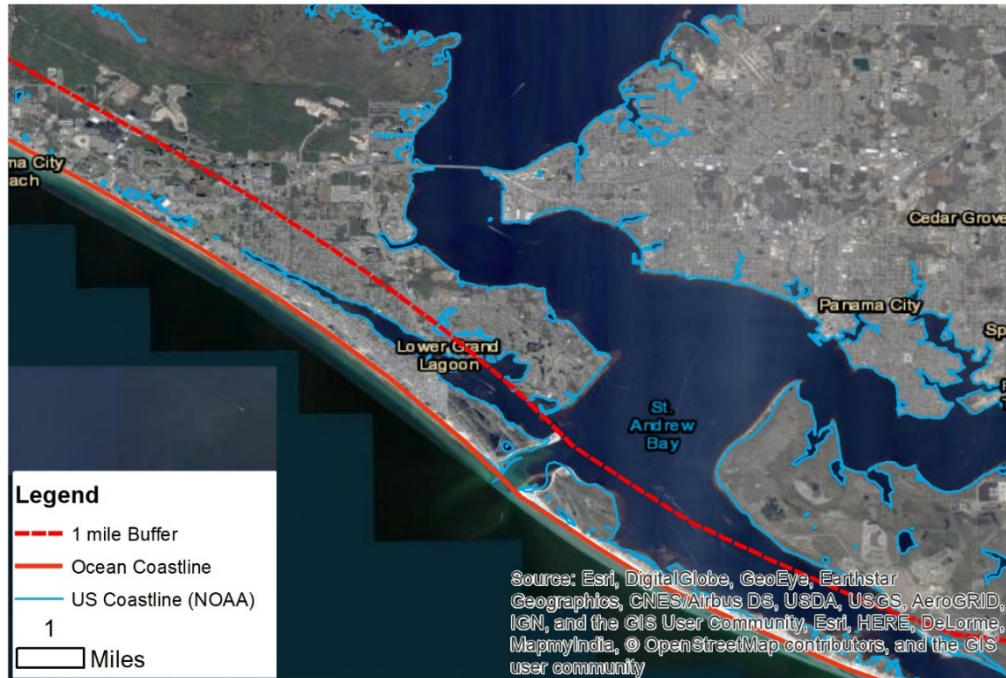 ma City
each
Cedar Grove
Panama City
Sp
Lower Grand
Lagoon
St.
Andrew
Bay
Legend
1 mile Buffer
Ocean Coastline
US Coastline (NOAA)
1
Miles
Source: Esri, DigitalGlobe, GeoEye, Earthstar
Geographics, CNES/Airbus DS, USDA, USGS, AeroGRID,
IGN, and the GIS User Community, Esri, HERE, DeLorme,
MapmyIndia, © OpenStreetMap contributors, and the GIS
user community